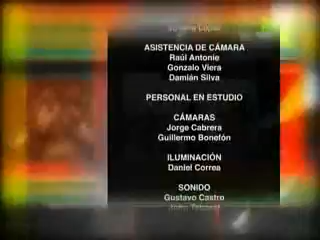 ASISTENCIA DE CÁMARA
Raúl Antonie
Gonzalo Viera
Damián Silva
PERSONAL EN ESTUDIO
CÁMARAS
Jorge Cabrera
Guillermo Bonefón
ILUMINACIÓN
Daniel Correa
SONIDO
Gustavo Castro